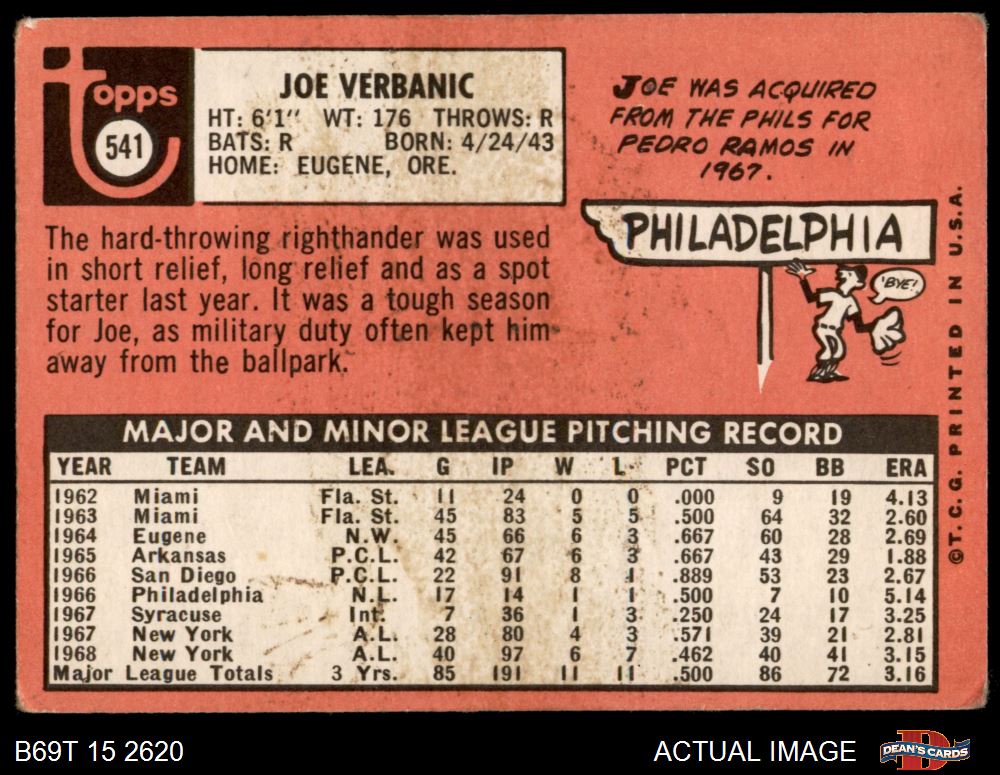 topps
541
JOE VERBANIC
HT: 6'1" WT: 176 THROWS: R
BATS: R BORN: 4/24/43
HOME: EUGENE, ORE.
JOE WAS ACQUIRED
FROM THE PHILS FOR
PEDRO RAMOS IN
1967.
PHILADELPHIA
'BYE!
The hard-throwing righthander was used
in short relief, long relief and as a spot
starter last year. It was a tough season
for Joe, as military duty often kept him
away from the ballpark.
MAJOR AND MINOR LEAGUE PITCHING RECORD
YEAR TEAM LEA. G IP W L PCT SO BB ERA
1962 Miami Fla. St. 11 24 0 0 .000 9 19 4.13
1963 Miami Fla. St. 45 83 5 5 .500 64 32 2.60
1964 Eugene N.W. 45 66 6 3 .667 60 28 2.69
1965 Arkansas P.C.L. 42 67 6 3 .667 43 29 1.88
1966 San Diego P.C.L. 22 91 8 1 .889 53 23 2.67
1966 Philadelphia N.L. 17 14 1 1 .500 7 10 5.14
1967 Syracuse Int. 7 36 1 3 .250 24 17 3.25
1967 New York A.L. 28 80 4 3 .571 39 21 2.81
1968 New York A.L. 40 97 6 7 .462 40 41 3.15
Major League Totals 3 Yrs. 85 191 11 11 .500 86 72 3.16
©T.C.G. PRINTED IN U.S.A.
B69T 15 2620
ACTUAL IMAGE
DEAN'S CARDS